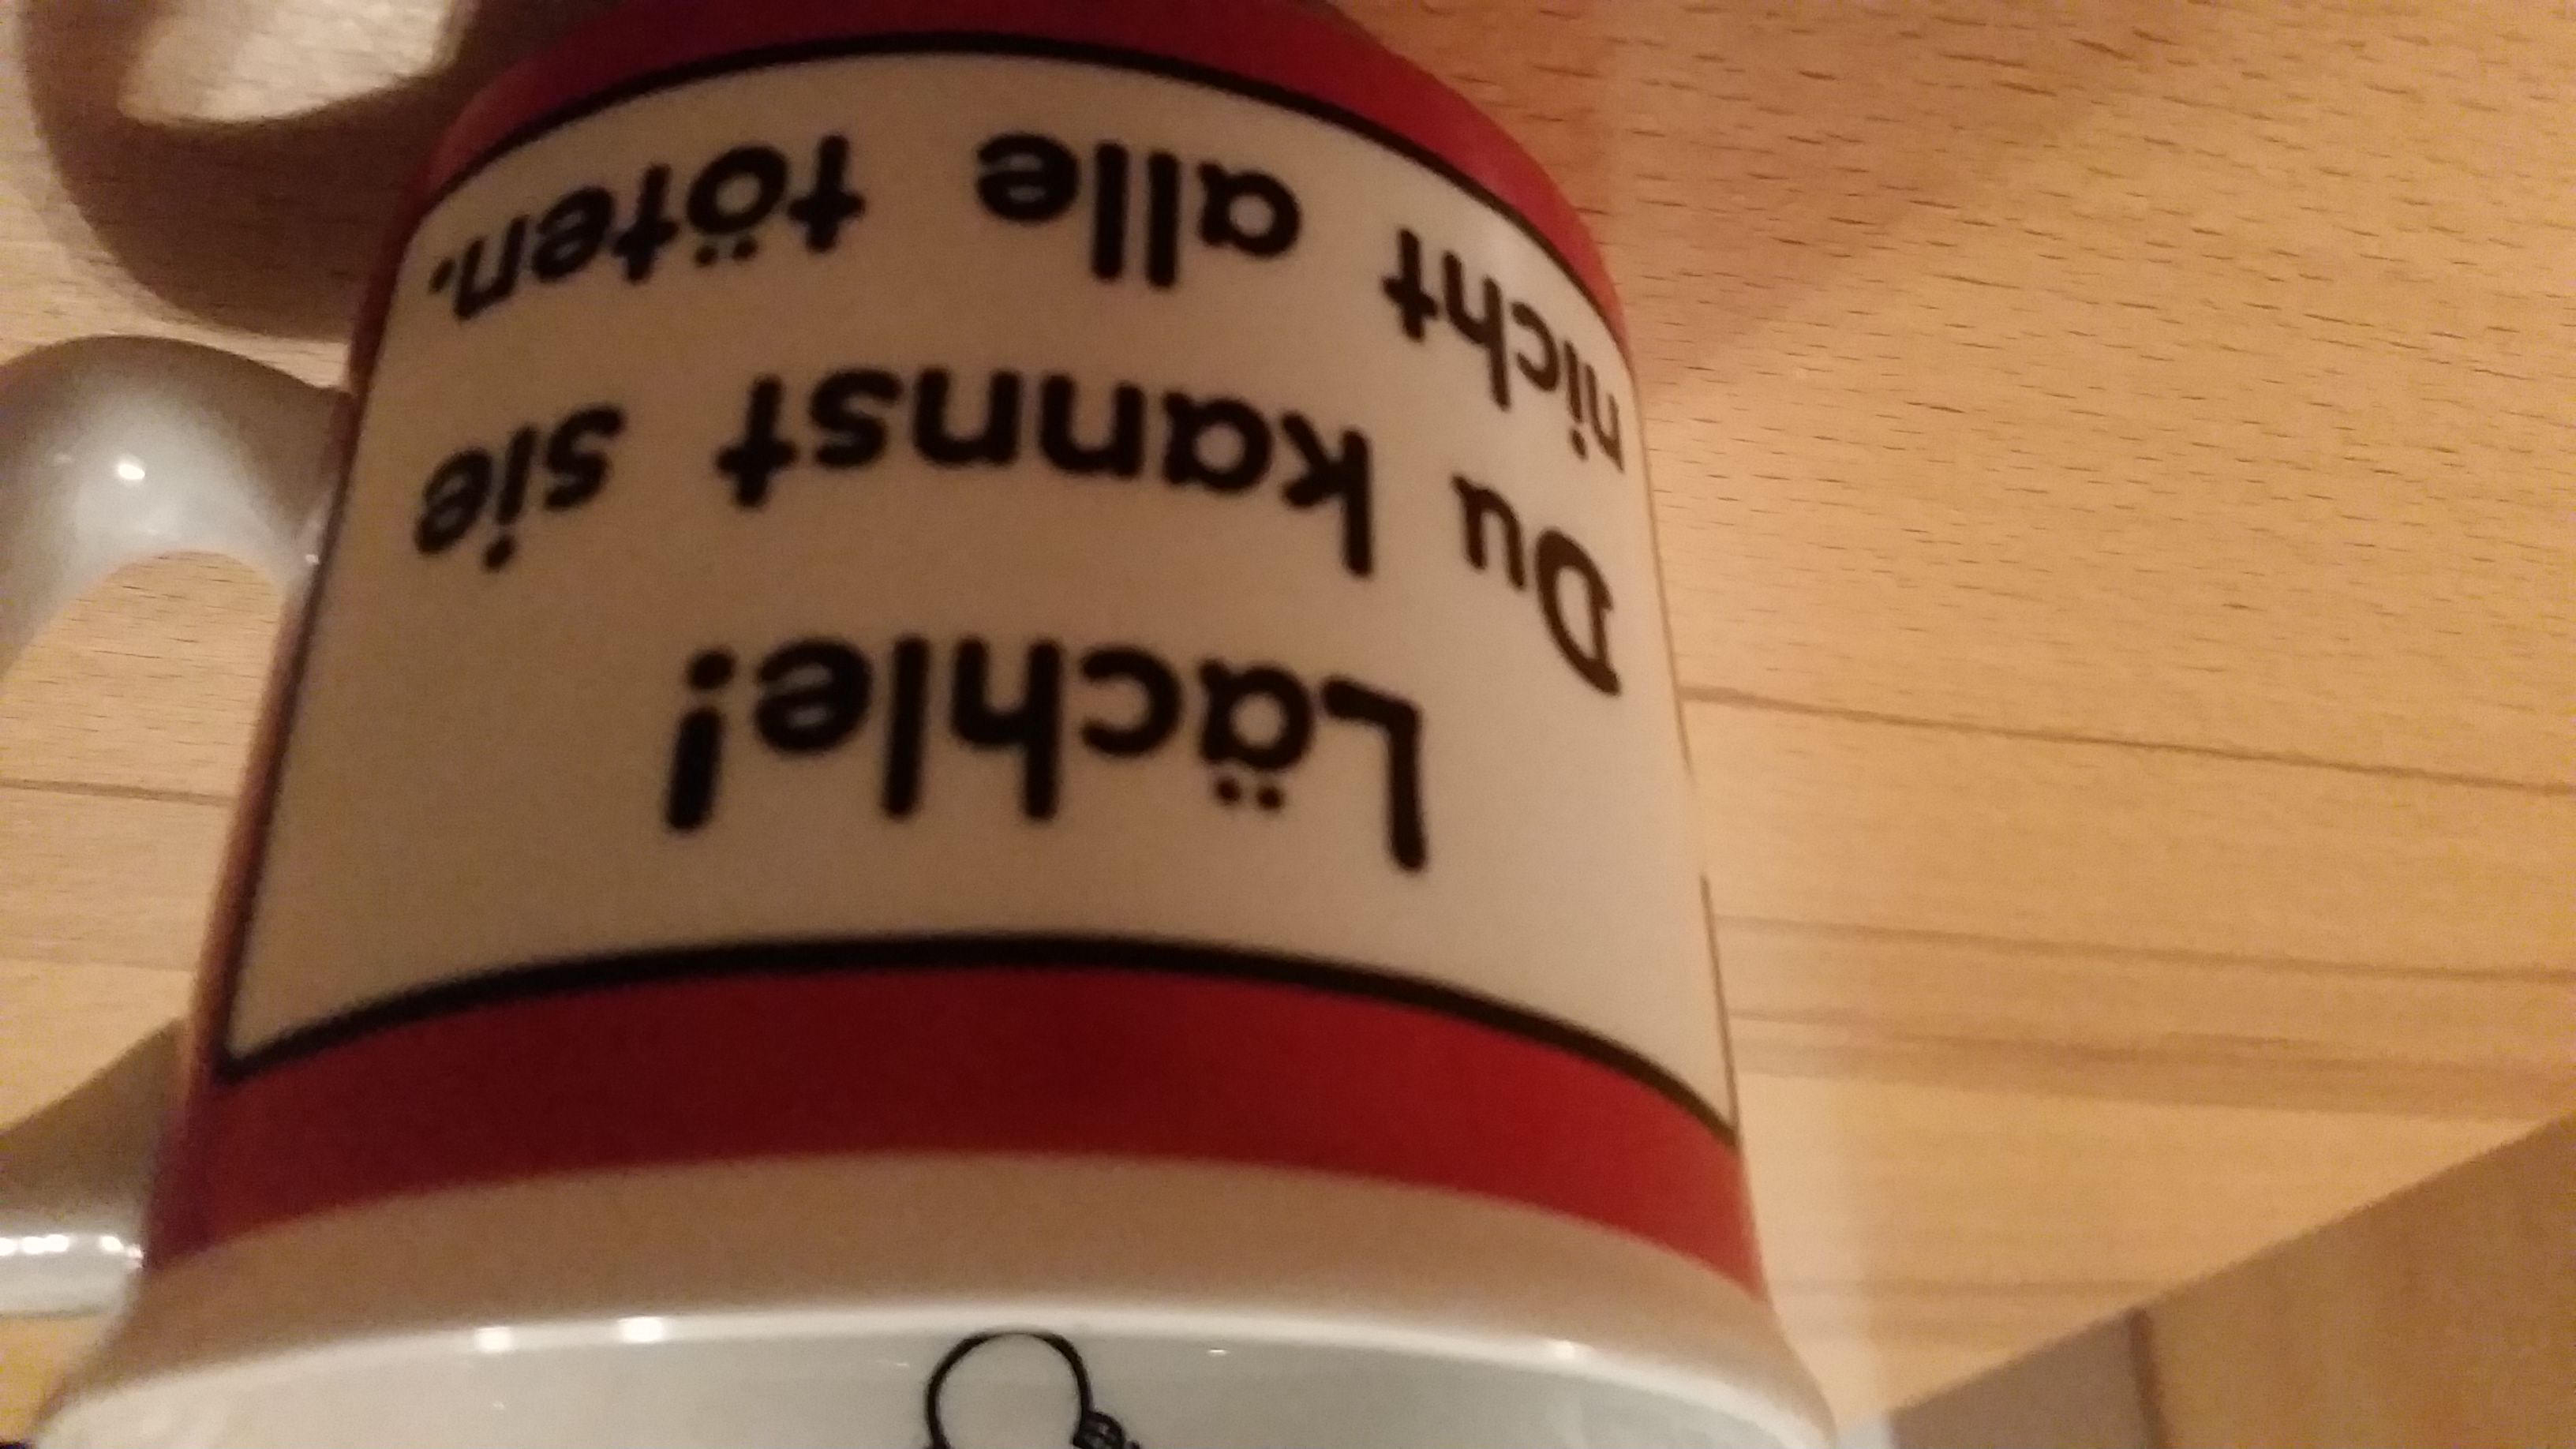 Lächle!
Du kannst sie
nicht alle töten.